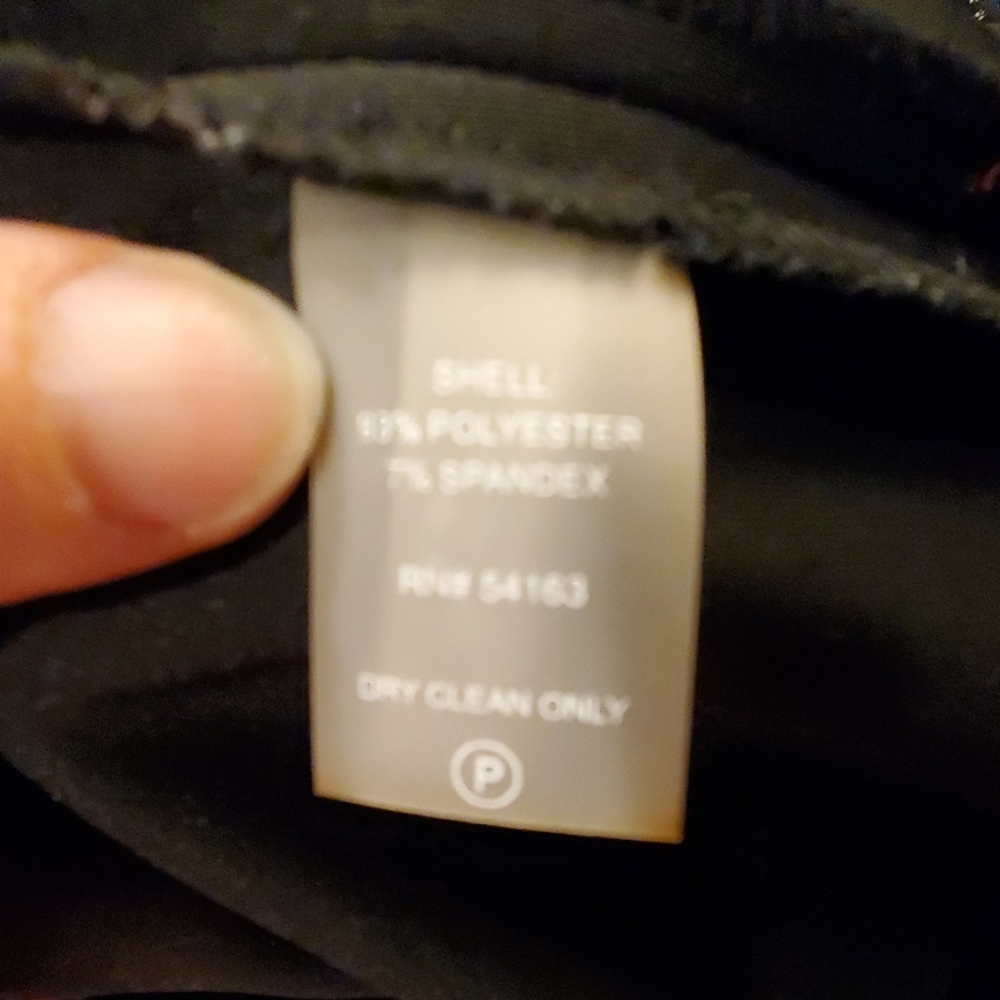 SHELL:
93% POLYESTER
7% SPANDEX
RN# 54163
DRY CLEAN ONLY
P